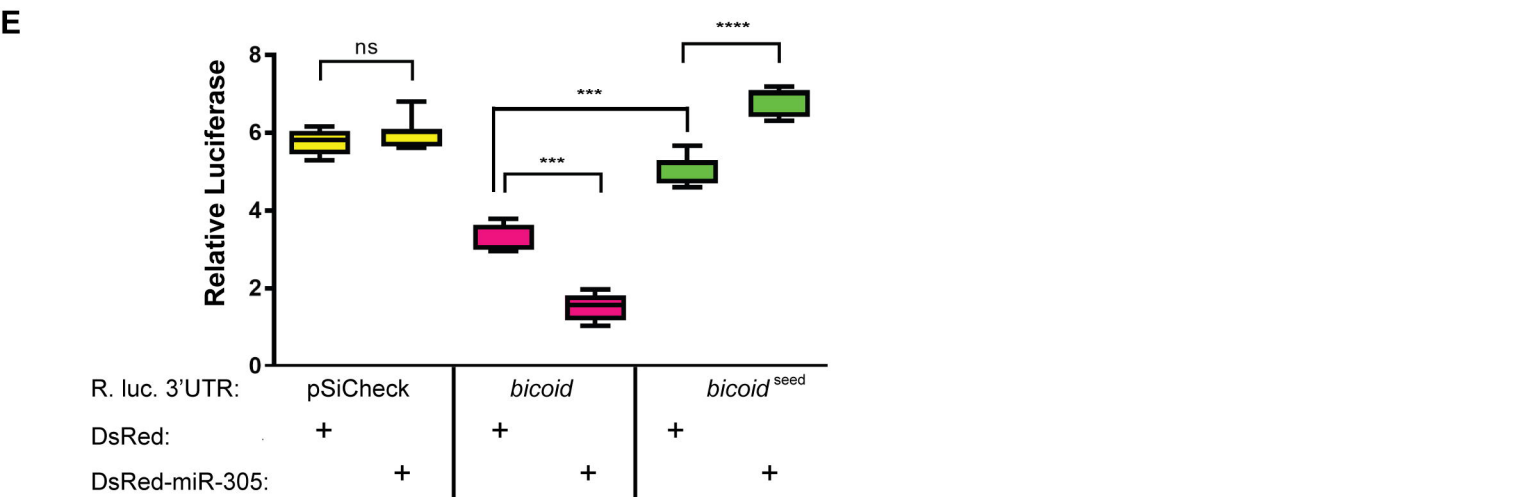 E
****
ns
8
***
6
***
4
2
0
Relative Luciferase
R. luc. 3’UTR: pSiCheck bicoid bicoid seed
DsRed: + + +
DsRed-miR-305: + + +